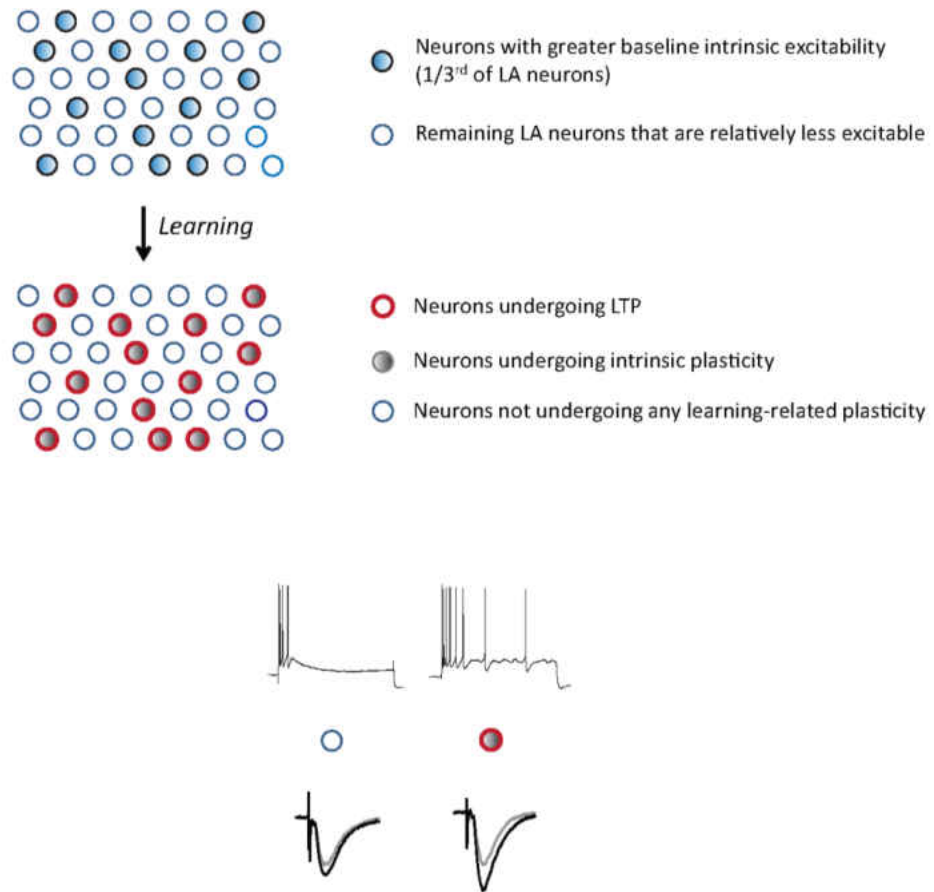 Neurons with greater baseline intrinsic excitability
(1/3rd of LA neurons)
Remaining LA neurons that are relatively less excitable
Learning
Neurons undergoing LTP
Neurons undergoing intrinsic plasticity
Neurons not undergoing any learning-related plasticity